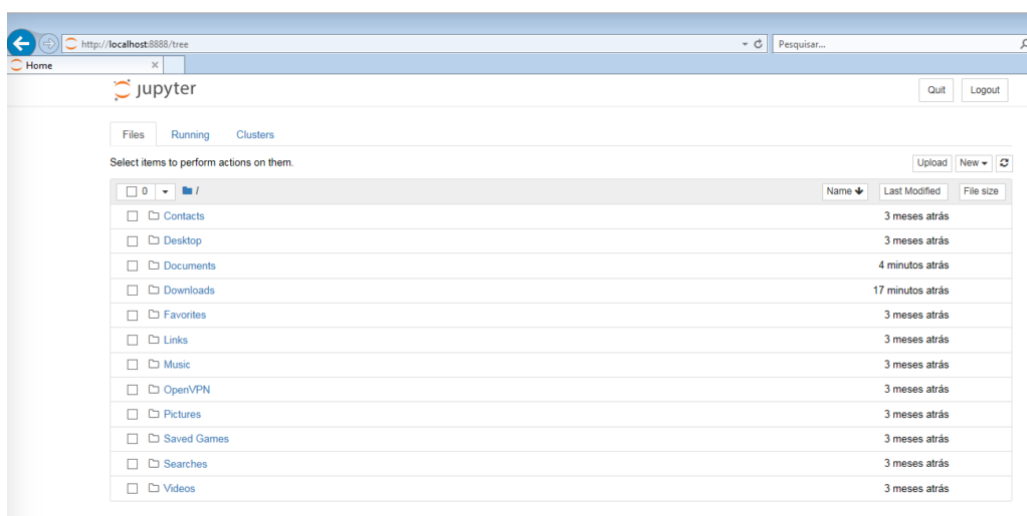 http://localhost:8888/tree Pesquisar...
Home
jupyter Quit Logout
Files Running Clusters
Select items to perform actions on them. Upload New
0 / Name Last Modified File size
Contacts 3 meses atrás
Desktop 3 meses atrás
Documents 4 minutos atrás
Downloads 17 minutos atrás
Favorites 3 meses atrás
Links 3 meses atrás
Music 3 meses atrás
OpenVPN 3 meses atrás
Pictures 3 meses atrás
Saved Games 3 meses atrás
Searches 3 meses atrás
Videos 3 meses atrás